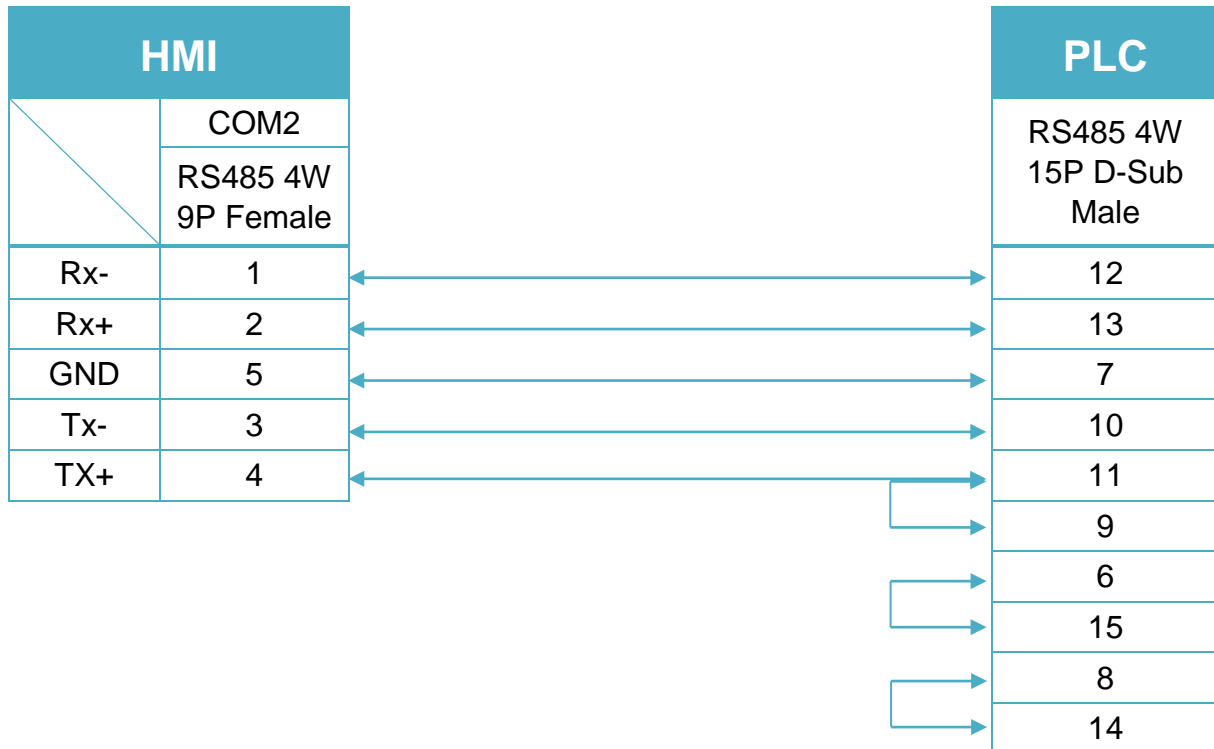 HMI PLC
COM2
RS485 4W
9P Female
RS485 4W
15P D-Sub
Male
Rx- 1 12
Rx+ 2 13
GND 5 7
Tx- 3 10
TX+ 4 11
9
6
15
8
14